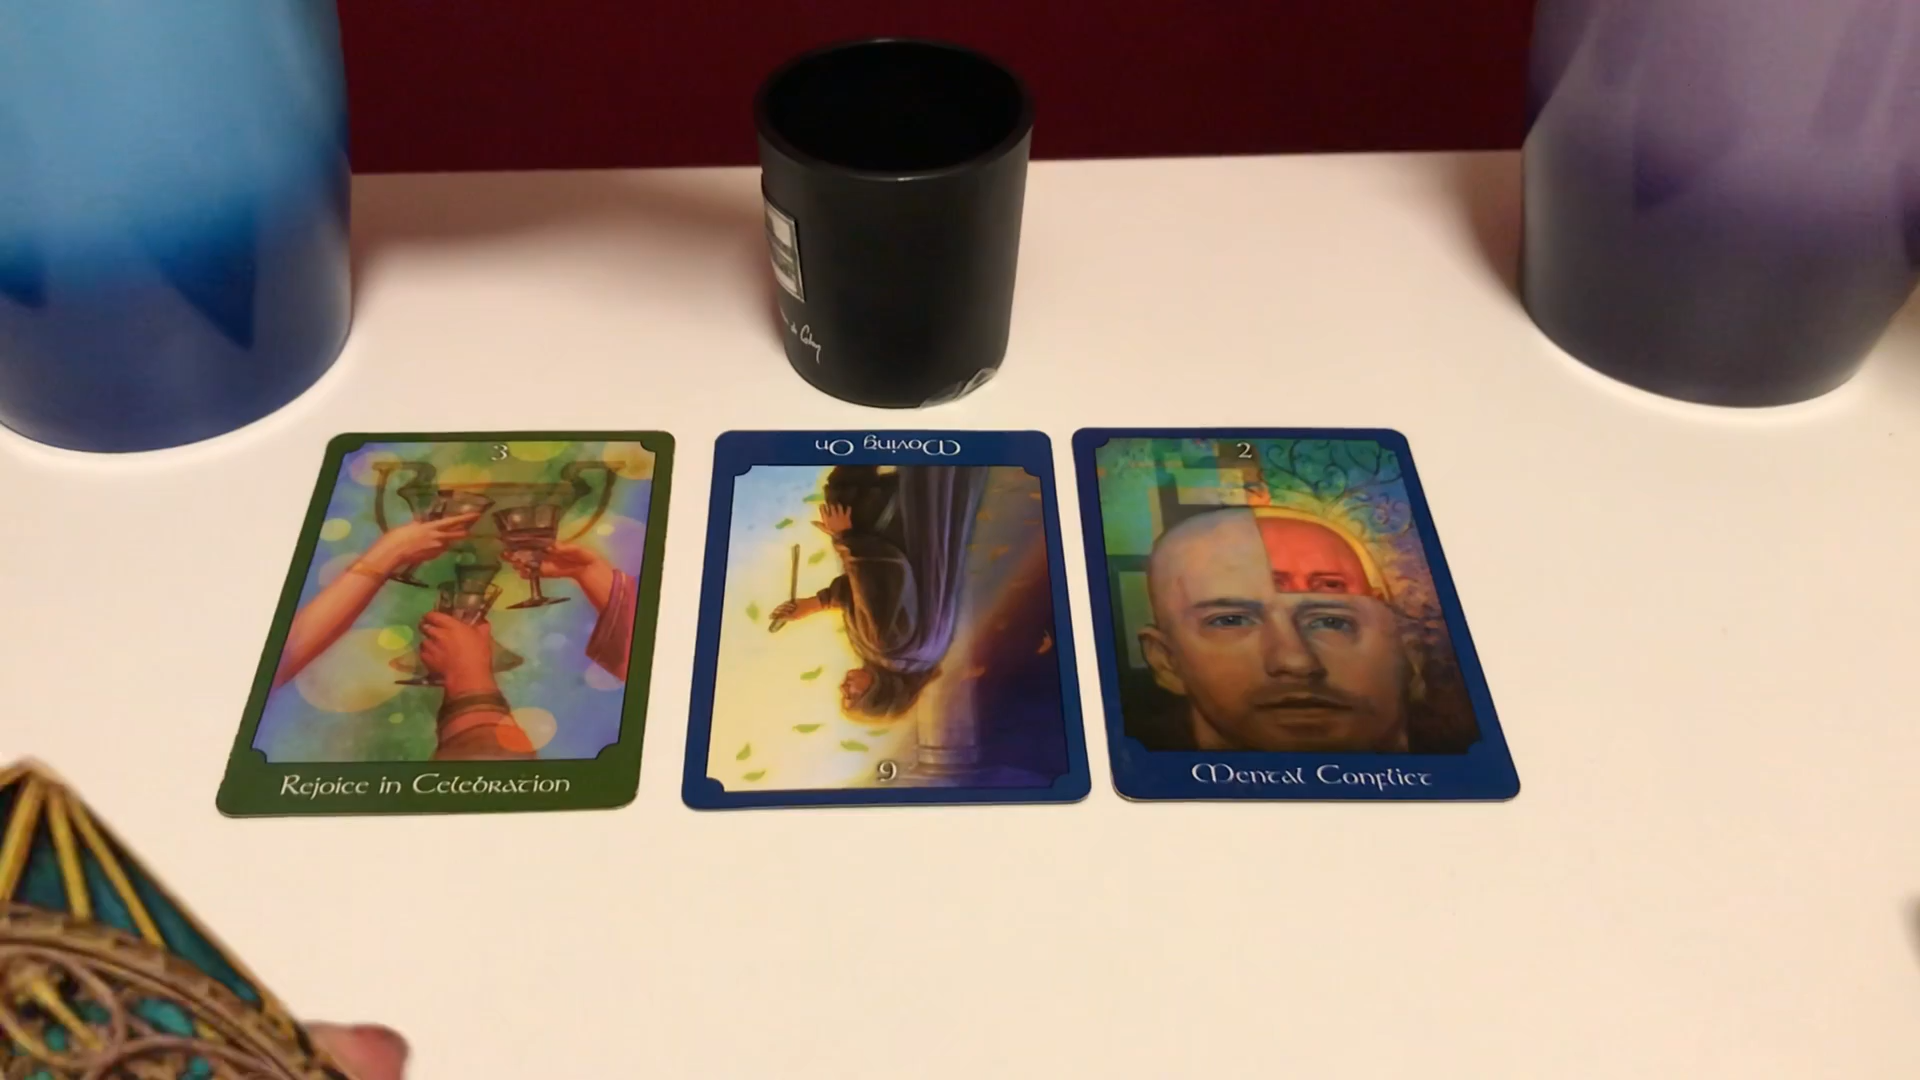 3
Rejoice in Celebration
Moving On
6
2
Mental Conflict